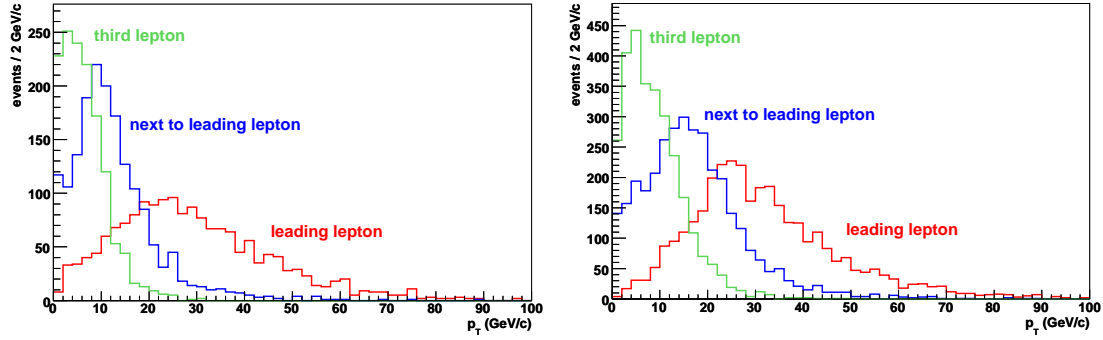 events / 2 GeV/c
250
200
150
100
50
0
third lepton
next to leading lepton
leading lepton
0 10 20 30 40 50 60 70 80 90 100
p_T (GeV/c)
events / 2 GeV/c
450
400
350
300
250
200
150
100
50
0
third lepton
next to leading lepton
leading lepton
0 10 20 30 40 50 60 70 80 90 100
p_T (GeV/c)